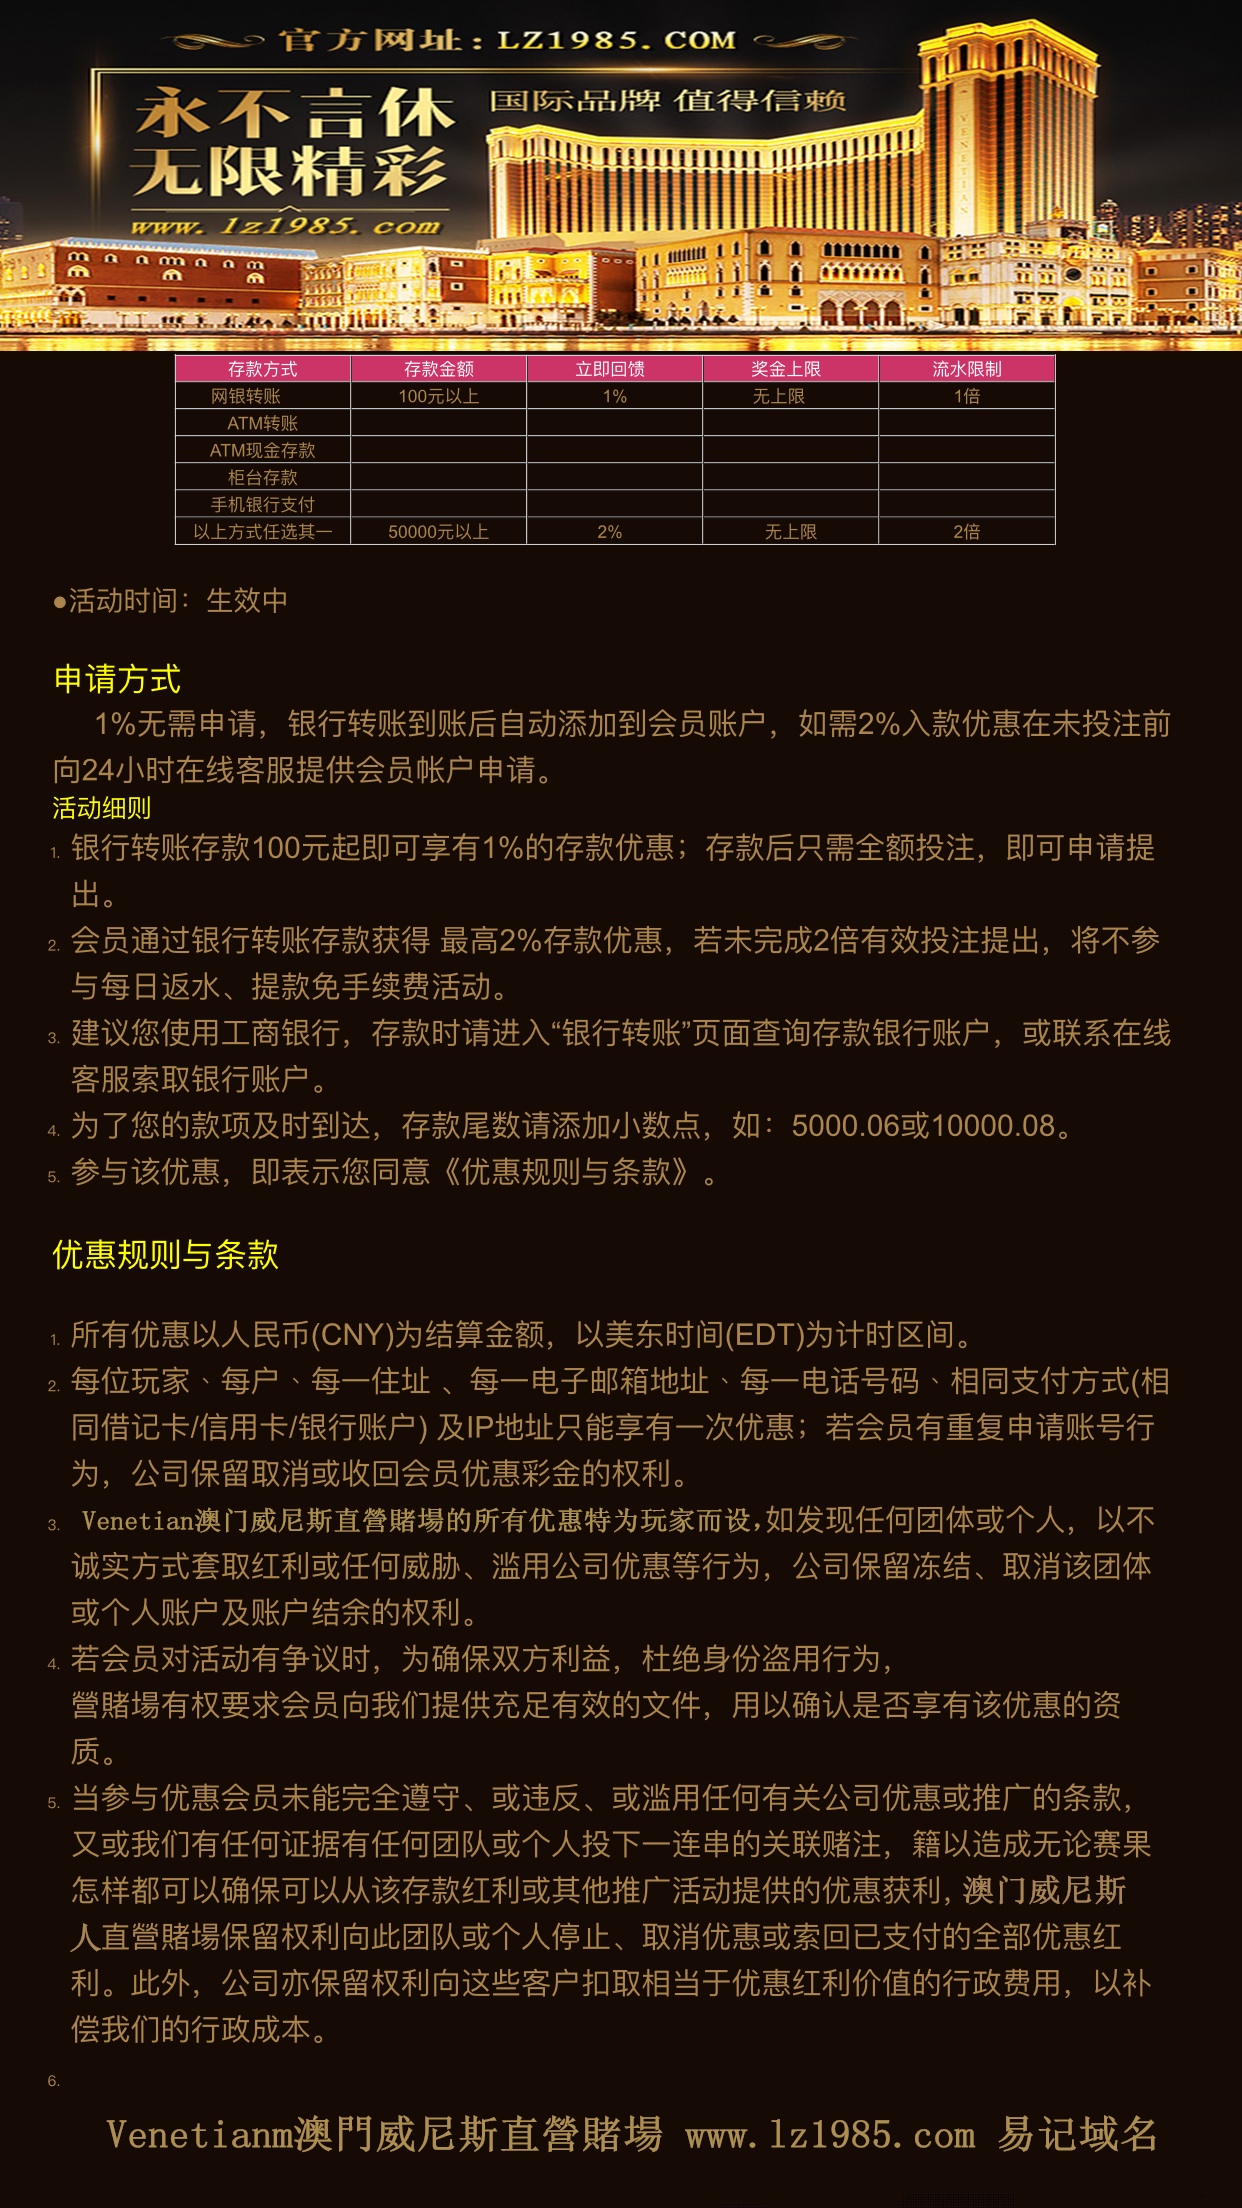 官方网址：LZ1985.COM
永不言休
国际品牌 值得信赖
无限精彩
www.lz1985.com
VENETIAN
VENETIAN
存款方式 存款金额 立即回馈 奖金上限 流水限制
网银转账 100元以上 1% 无上限 1倍
ATM转账
ATM现金存款
柜台存款
手机银行支付
以上方式任选其一 50000元以上 2% 无上限 2倍
●活动时间：生效中
申请方式
1%无需申请，银行转账到账后自动添加到会员账户，如需2%入款优惠在未投注前
向24小时在线客服提供会员帐户申请。
活动细则
1. 银行转账存款100元起即可享有1%的存款优惠；存款后只需全额投注，即可申请提
出。
2. 会员通过银行转账存款获得 最高2%存款优惠，若未完成2倍有效投注提出，将不参
与每日返水、提款免手续费活动。
3. 建议您使用工商银行，存款时请进入“银行转账”页面查询存款银行账户，或联系在线
客服索取银行账户。
4. 为了您的款项及时到达，存款尾数请添加小数点，如：5000.06或10000.08。
5. 参与该优惠，即表示您同意《优惠规则与条款》。
优惠规则与条款
1. 所有优惠以人民币(CNY)为结算金额，以美东时间(EDT)为计时区间。
2. 每位玩家﹑每户﹑每一住址 、每一电子邮箱地址﹑每一电话号码﹑相同支付方式(相
同借记卡/信用卡/银行账户) 及IP地址只能享有一次优惠；若会员有重复申请账号行
为，公司保留取消或收回会员优惠彩金的权利。
3. Venetian澳门威尼斯直營賭場的所有优惠特为玩家而设，如发现任何团体或个人，以不
诚实方式套取红利或任何威胁、滥用公司优惠等行为，公司保留冻结、取消该团体
或个人账户及账户结余的权利。
4. 若会员对活动有争议时，为确保双方利益，杜绝身份盗用行为，
營賭場有权要求会员向我们提供充足有效的文件，用以确认是否享有该优惠的资
质。
5. 当参与优惠会员未能完全遵守、或违反、或滥用任何有关公司优惠或推广的条款，
又或我们有任何证据有任何团队或个人投下一连串的关联赌注，籍以造成无论赛果
怎样都可以确保可以从该存款红利或其他推广活动提供的优惠获利, 澳门威尼斯
人直營賭場保留权利向此团队或个人停止、取消优惠或索回已支付的全部优惠红
利。此外，公司亦保留权利向这些客户扣取相当于优惠红利价值的行政费用，以补
偿我们的行政成本。
6.
Venetianm澳門威尼斯直營賭場 www.lz1985.com 易记域名